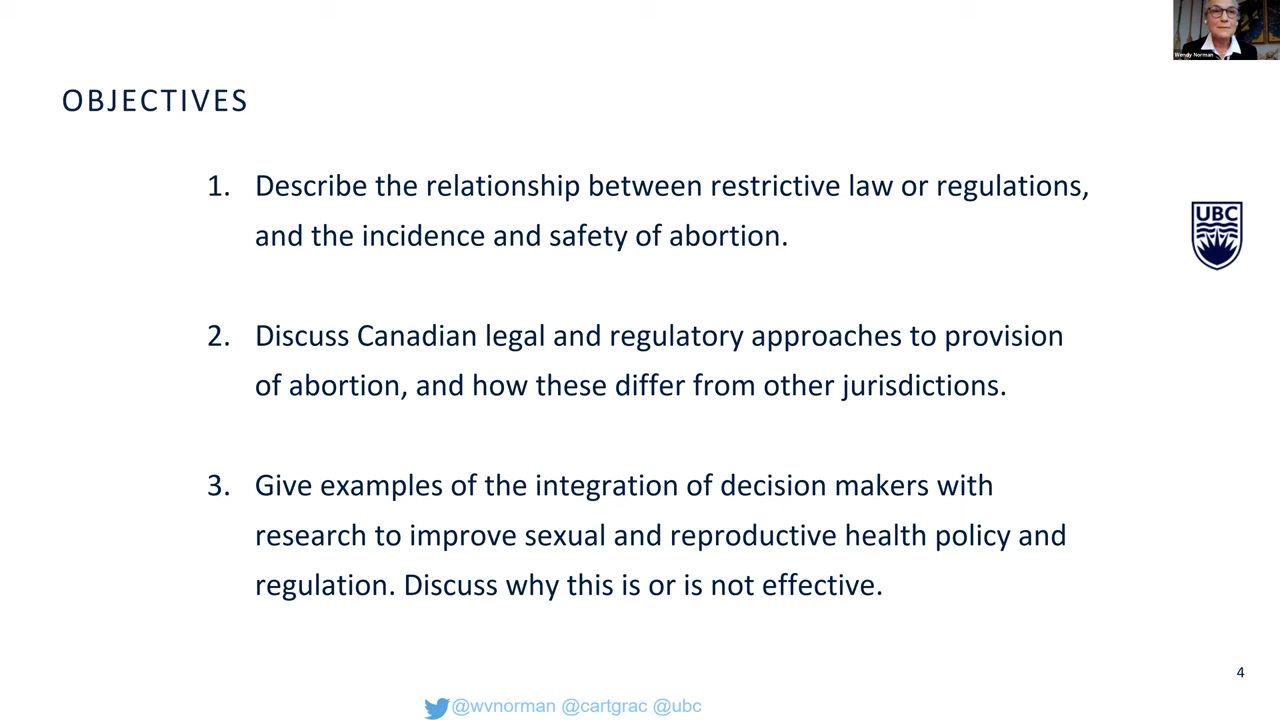 Wendy Norman
OBJECTIVES
1. Describe the relationship between restrictive law or regulations,
and the incidence and safety of abortion.
UBC
2. Discuss Canadian legal and regulatory approaches to provision
of abortion, and how these differ from other jurisdictions.
3. Give examples of the integration of decision makers with
research to improve sexual and reproductive health policy and
regulation. Discuss why this is or is not effective.
4
@wvnorman @cartgrac @ubc